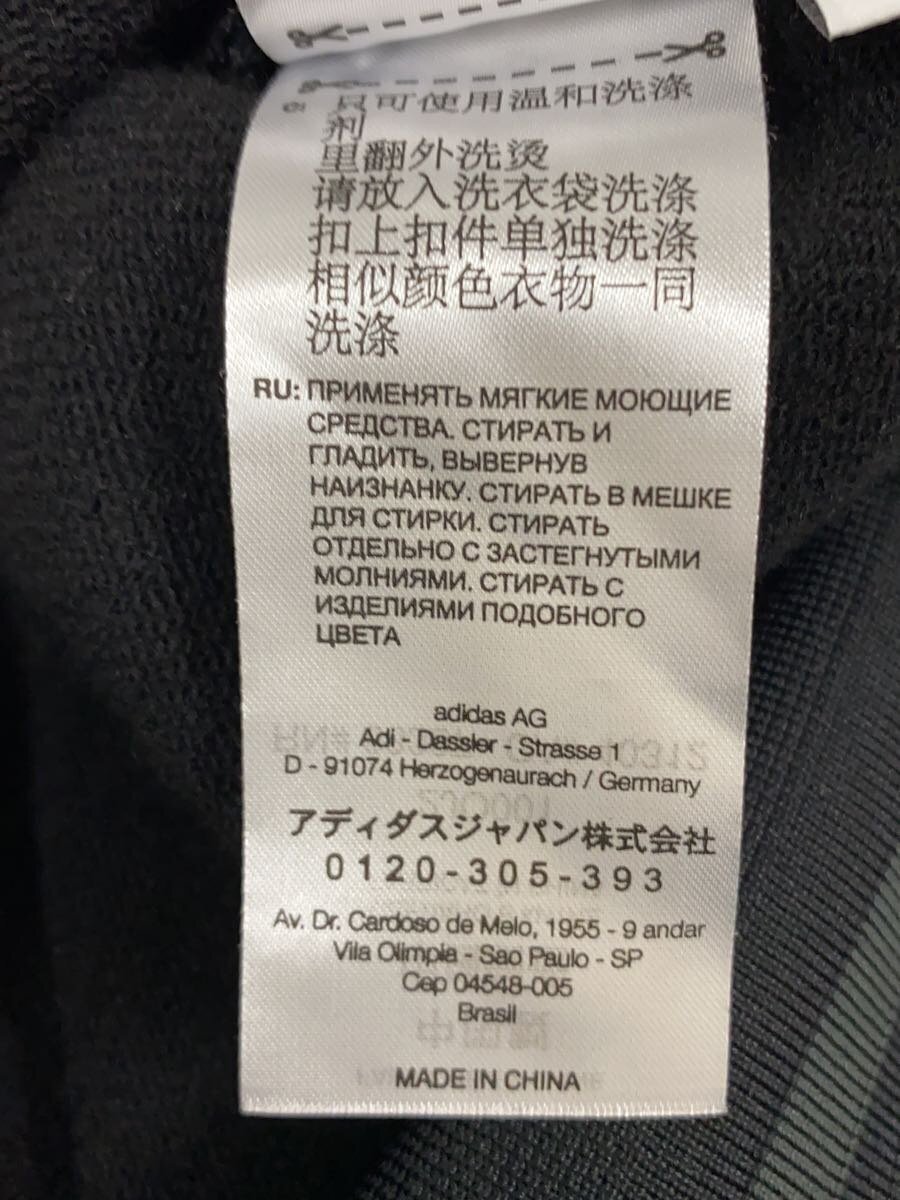 只可使用温和洗涤
剂
里翻外洗烫
请放入洗衣袋洗涤
扣上扣件单独洗涤
相似颜色衣物一同
洗涤
RU: ПРИМЕНЯТЬ МЯГКИЕ МОЮЩИЕ
СРЕДСТВА. СТИРАТЬ И
ГЛАДИТЬ, ВЫВЕРНУВ
НАИЗНАНКУ. СТИРАТЬ В МЕШКЕ
ДЛЯ СТИРКИ. СТИРАТЬ
ОТДЕЛЬНО С ЗАСТЕГНУТЫМИ
МОЛНИЯМИ. СТИРАТЬ С
ИЗДЕЛИЯМИ ПОДОБНОГО
ЦВЕТА
adidas AG
Adi - Dassler - Strasse 1
D - 91074 Herzogenaurach / Germany
アディダスジャパン株式会社
0120-305-393
Av. Dr. Cardoso de Melo, 1955 - 9 andar
Vila Olimpia - Sao Paulo - SP
Cep 04548-005
Brasil
MADE IN CHINA